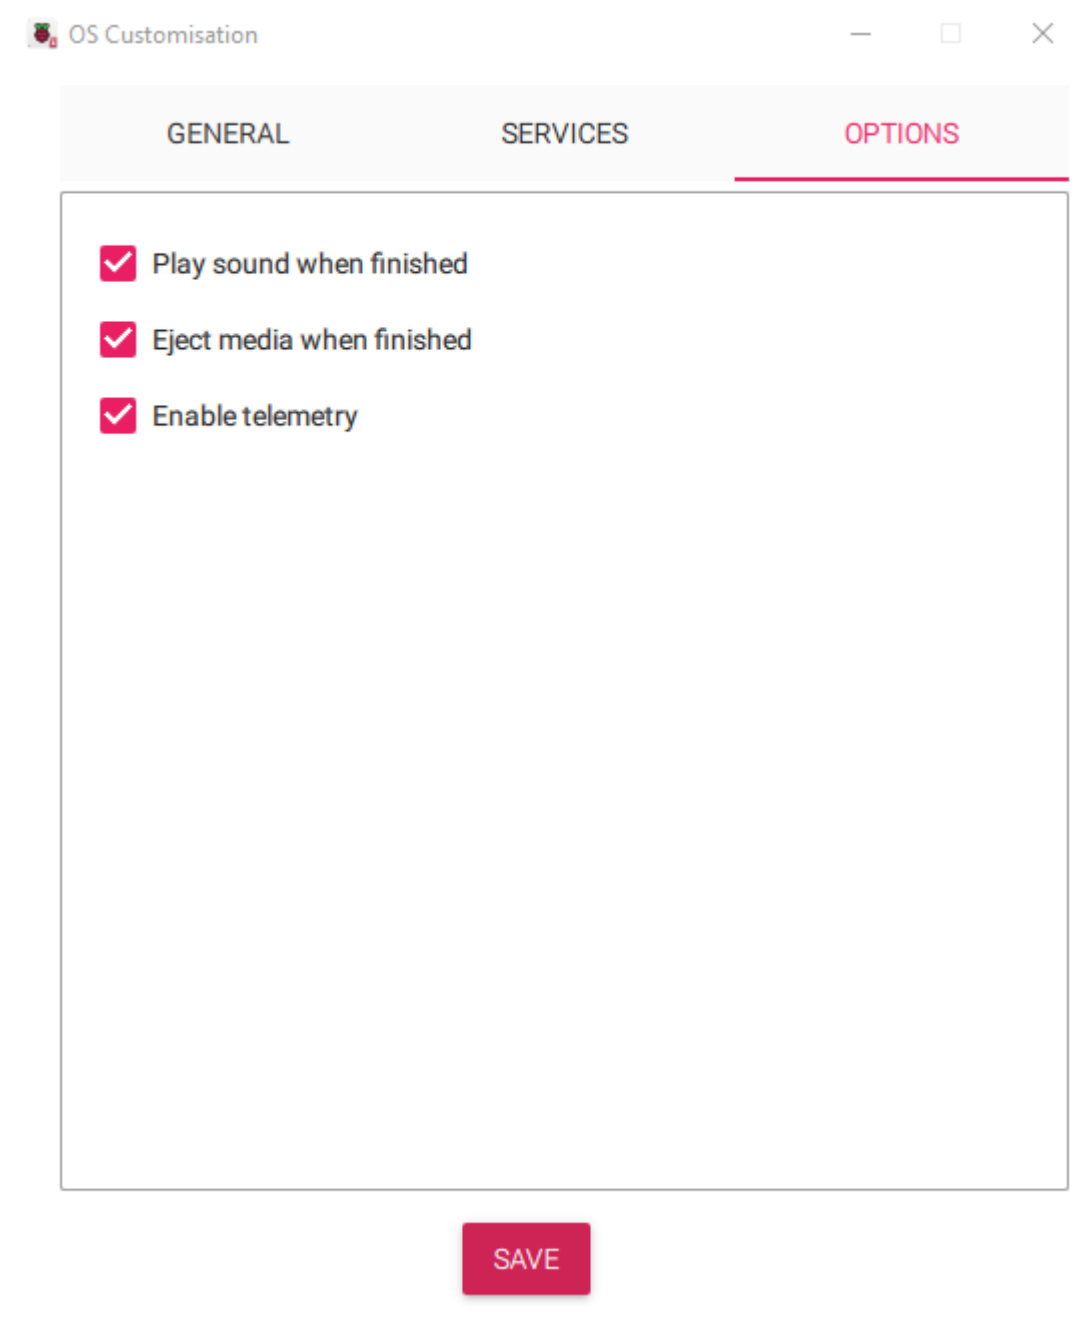 OS Customisation
GENERAL SERVICES OPTIONS
Play sound when finished
Eject media when finished
Enable telemetry
SAVE